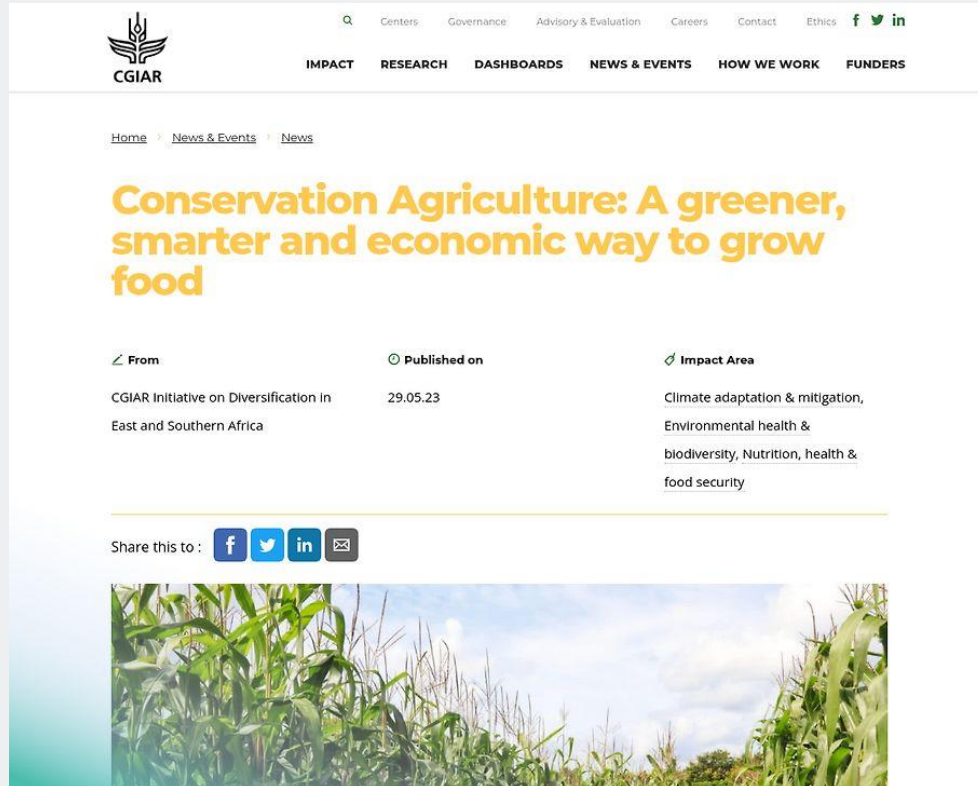 Centers Governance Advisory & Evaluation Careers Contact Ethics
CGIAR
IMPACT RESEARCH DASHBOARDS NEWS & EVENTS HOW WE WORK FUNDERS
Home News & Events News
Conservation Agriculture: A greener,
smarter and economic way to grow
food
From
CGIAR Initiative on Diversification in
East and Southern Africa
Published on
29.05.23
Impact Area
Climate adaptation & mitigation,
Environmental health &
biodiversity, Nutrition, health &
food security
Share this to :